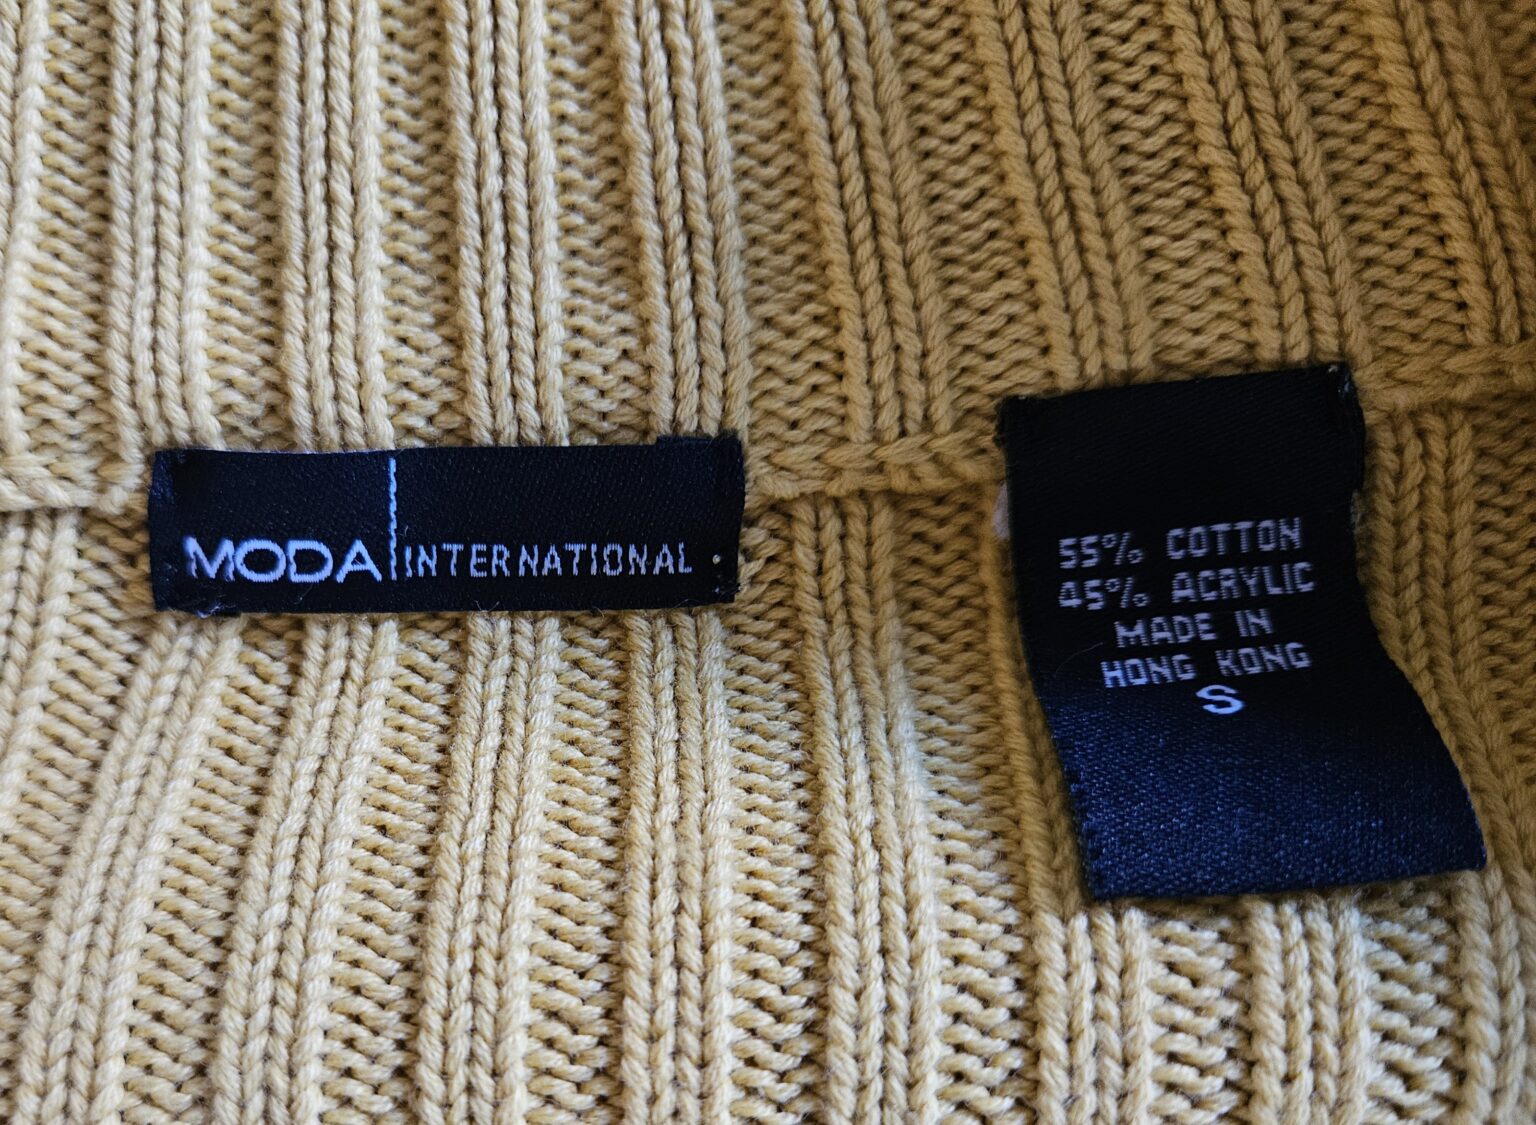 MODA INTERNATIONAL
55% COTTON
45% ACRYLIC
MADE IN
HONG KONG
S